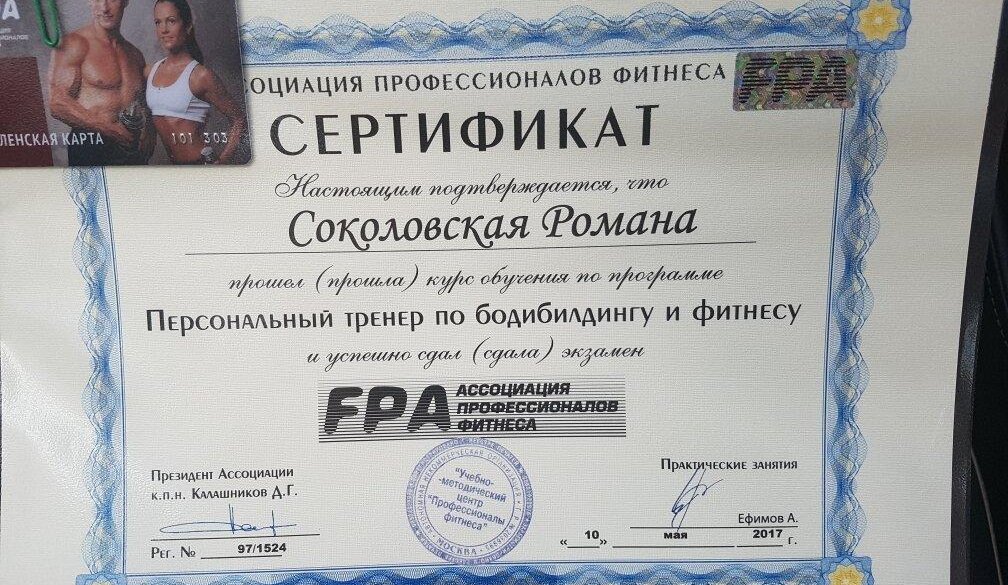 ЛЕНСКАЯ КАРТА
101 303
СОЦИАЦИЯ ПРОФЕССИОНАЛОВ ФИТНЕСА
FPA
СЕРТИФИКАТ
Настоящим подтверждается, что
Соколовская Романа
прошел (прошла) курс обучения по программе
Персональный тренер по бодибилдингу и фитнесу
и успешно сдал (сдала) экзамен
FPA АССОЦИАЦИЯ
ПРОФЕССИОНАЛОВ
ФИТНЕСА
Президент Ассоциации
к.п.н. Калашников Д.Г.
Рег. № 97/1524
"Учебно-
-методический
центр
"Профессионалы
фитнеса"
МОСКВА
Практические занятия
Ефимов А.
«10» мая 2017 г.